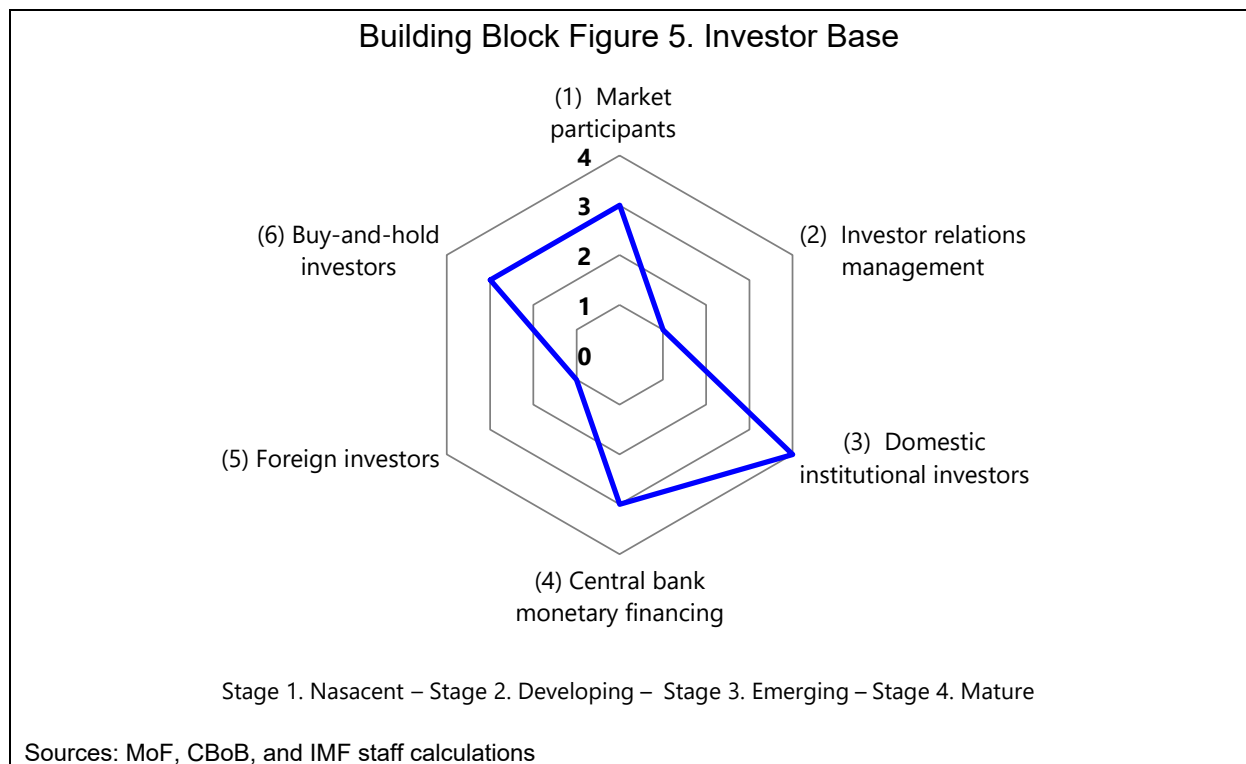 Building Block Figure 5. Investor Base
(1) Market
participants
4
3
2
1
0
(2) Investor relations
management
(3) Domestic
institutional investors
(4) Central bank
monetary financing
(5) Foreign investors
(6) Buy-and-hold
investors
Stage 1. Nasacent – Stage 2. Developing – Stage 3. Emerging – Stage 4. Mature
Sources: MoF, CBoB, and IMF staff calculations